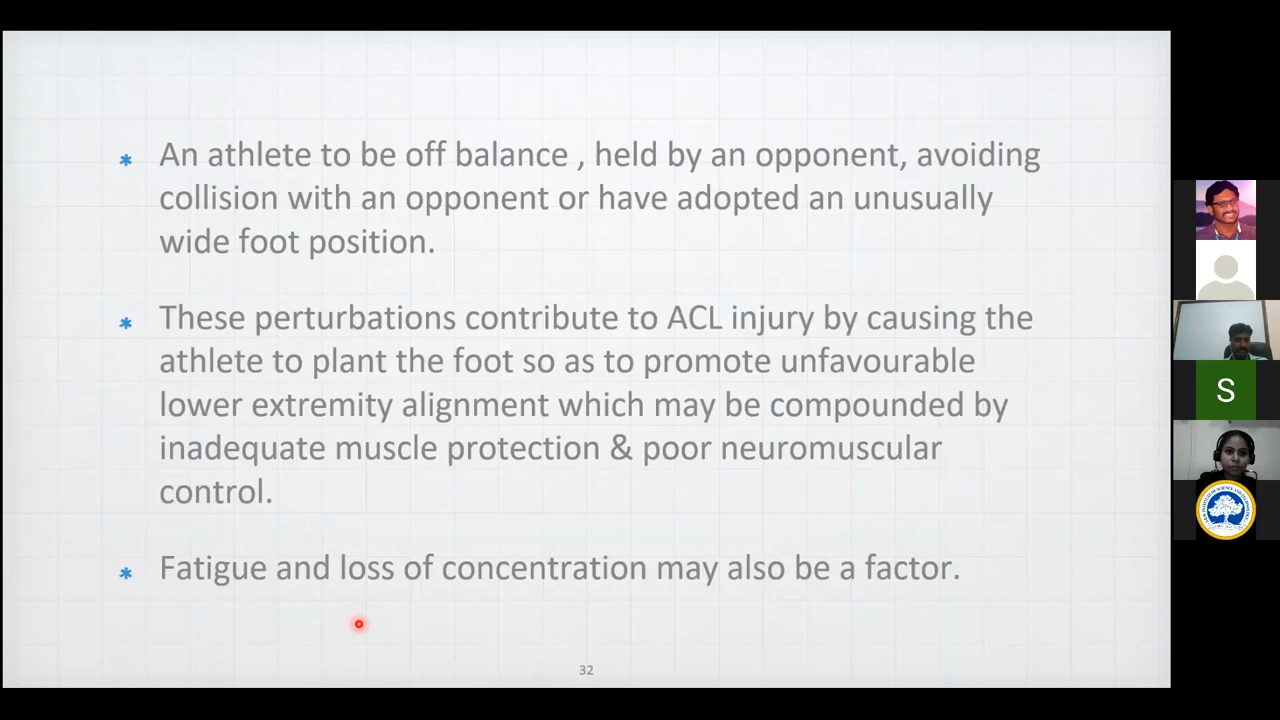 * An athlete to be off balance , held by an opponent, avoiding
collision with an opponent or have adopted an unusually
wide foot position.
* These perturbations contribute to ACL injury by causing the
athlete to plant the foot so as to promote unfavourable
lower extremity alignment which may be compounded by
inadequate muscle protection & poor neuromuscular
control.
* Fatigue and loss of concentration may also be a factor.
32
S